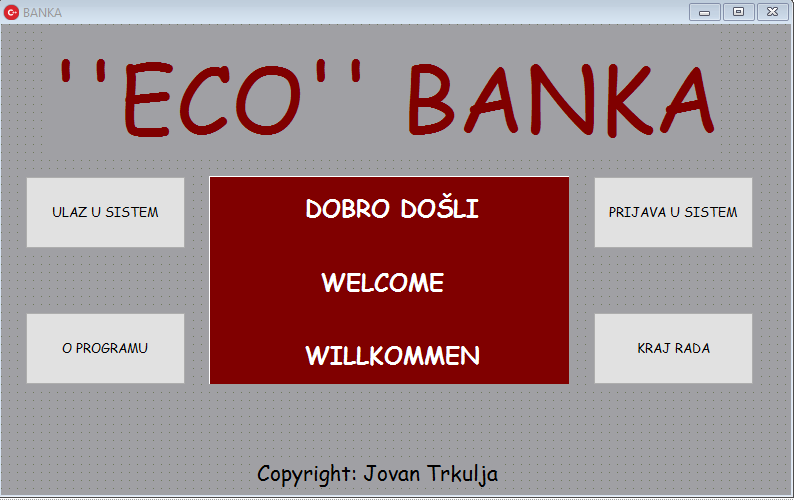 BANKA
''ECO'' BANKA
ULAZ U SISTEM
DOBRO DOŠLI
PRIJAVA U SISTEM
WELCOME
O PROGRAMU
WILLKOMMEN
KRAJ RADA
Copyright: Jovan Trkulja